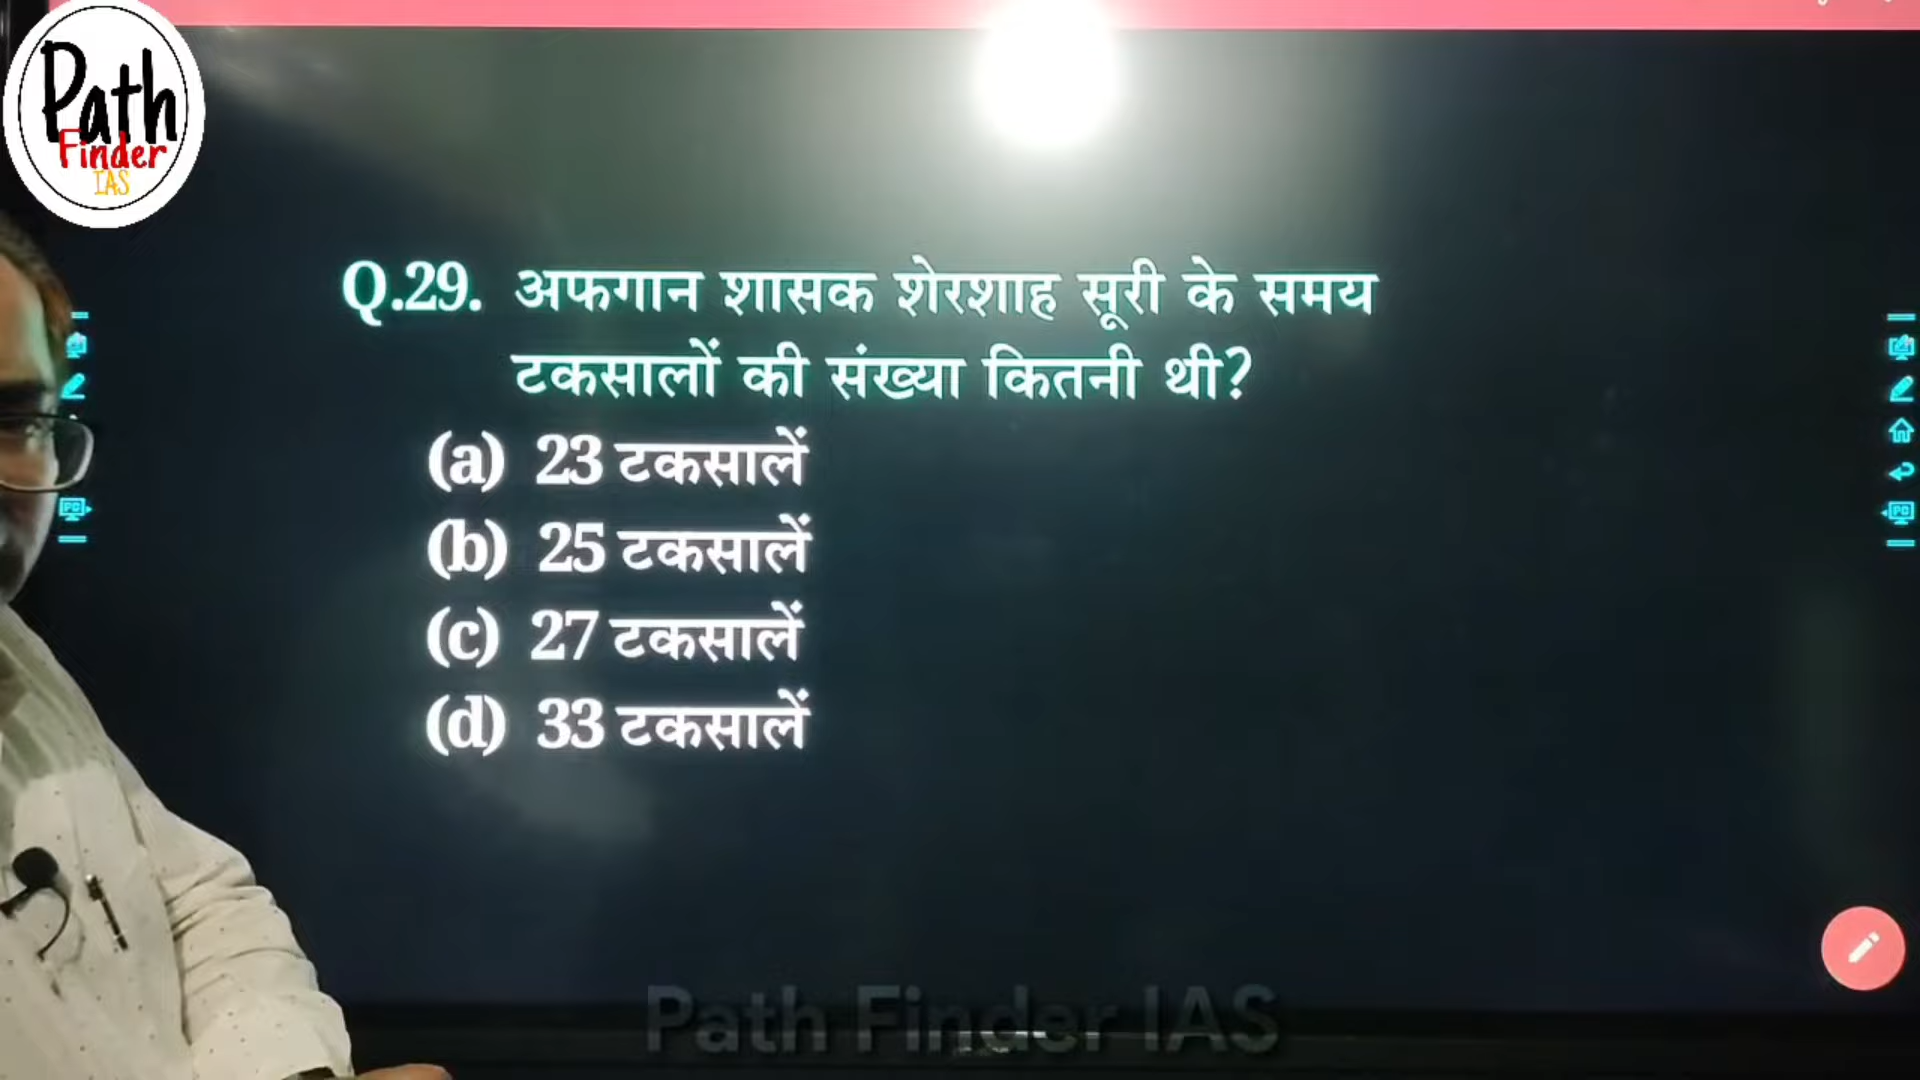 Path
Finder
IAS
Q.29. अफगान शासक शेरशाह सूरी के समय
टकसालों की संख्या कितनी थी?
(a) 23 टकसालें
(b) 25 टकसालें
(c) 27 टकसालें
(d) 33 टकसालें
Path Finder IAS